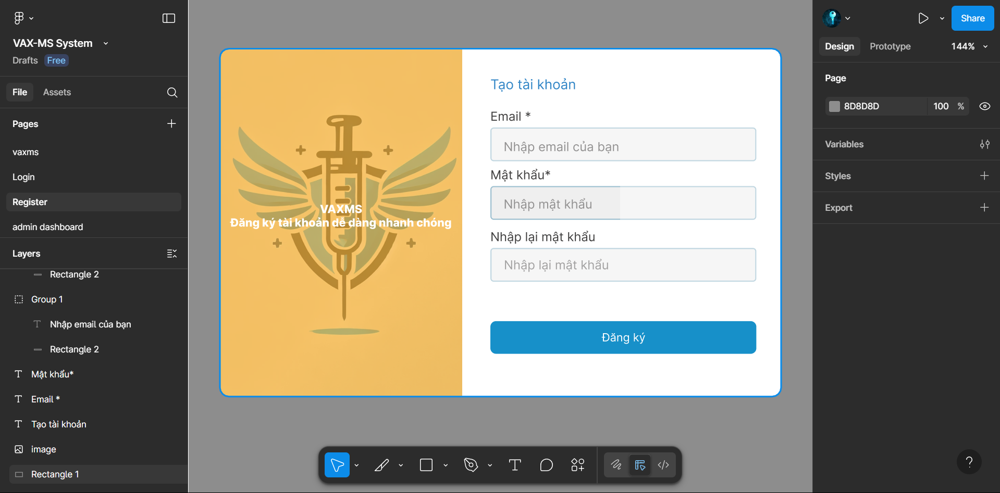 VAX-MS System
Drafts Free
File Assets
Pages
vaxms
Login
Register
admin dashboard
Layers
Rectangle 2
Group 1
Nhập email của bạn
Rectangle 2
Mật khẩu*
Email *
Tạo tài khoản
image
Rectangle 1
VAXMS
Đăng ký tài khoản dễ dàng nhanh chóng
Tạo tài khoản
Email *
Nhập email của bạn
Mật khẩu*
Nhập mật khẩu
Nhập lại mật khẩu
Nhập lại mật khẩu
Đăng ký
Share
Design Prototype 144%
Page
8D8D8D 100 %
Variables
Styles
Export
?